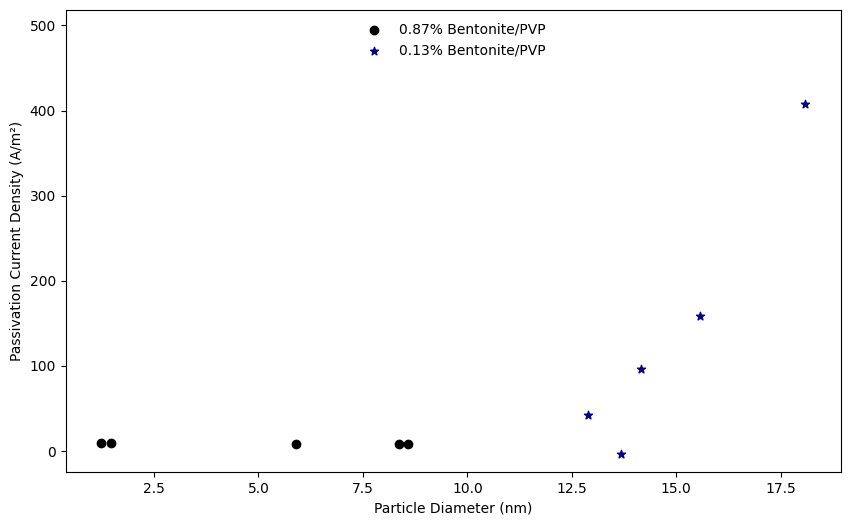 0.87% Bentonite/PVP
0.13% Bentonite/PVP
Passivation Current Density (A/m²)
500
400
300
200
100
0
2.5 5.0 7.5 10.0 12.5 15.0 17.5
Particle Diameter (nm)